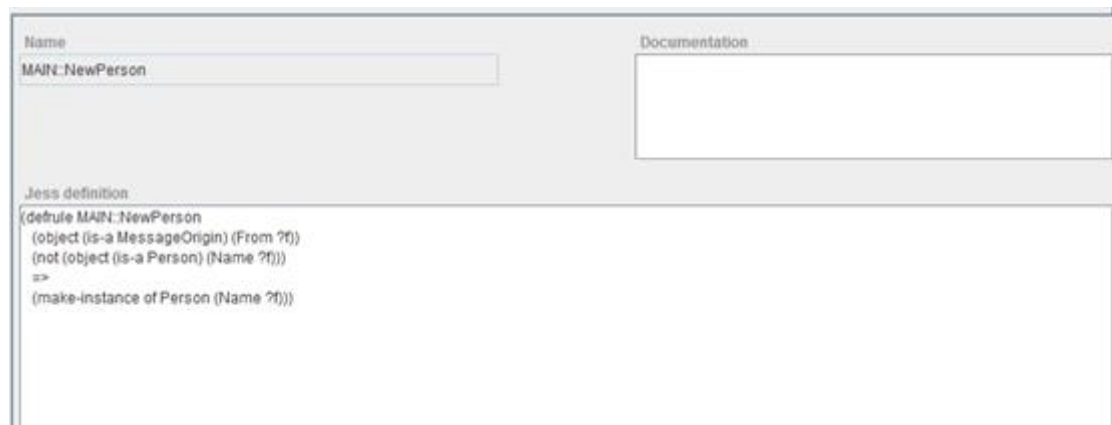 Name
Documentation
MAIN::NewPerson
Jess definition
(defrule MAIN::NewPerson
(object (is-a MessageOrigin) (From ?f))
(not (object (is-a Person) (Name ?f)))
=>
(make-instance of Person (Name ?f)))